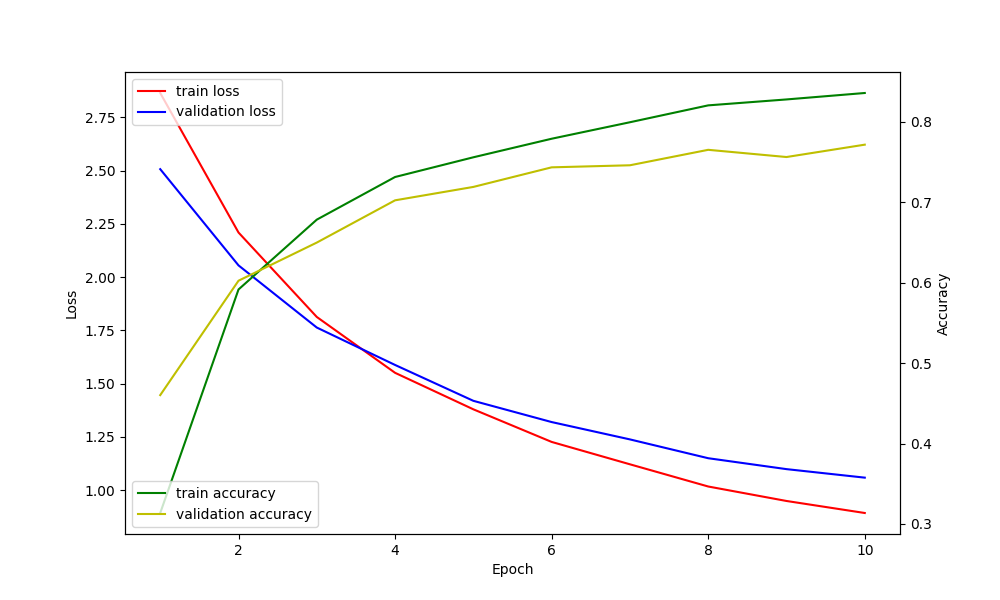 train loss
validation loss
2.75
2.50
2.25
2.00
1.75
1.50
1.25
1.00
Loss
train accuracy
validation accuracy
0.8
0.7
0.6
0.5
0.4
0.3
Accuracy
2
4
6
8
10
Epoch